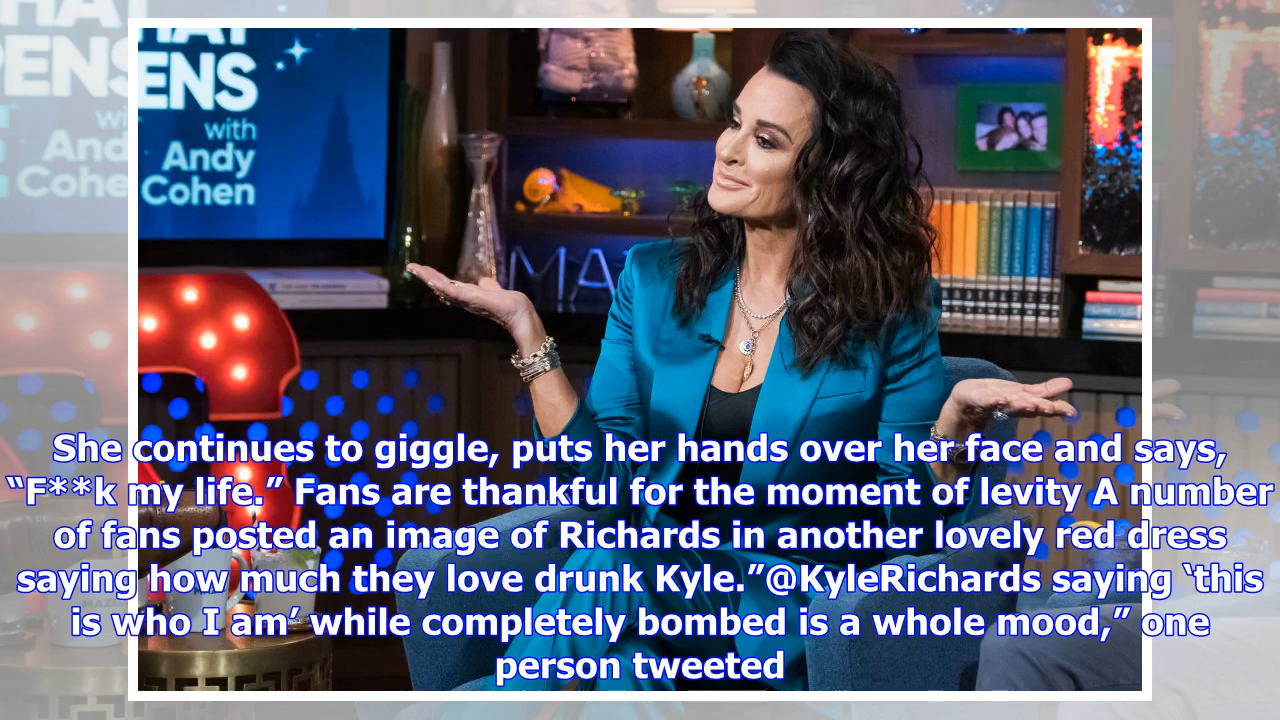 HAT
PENS
ENS
with
Andy
Cohen
MAZ
She continues to giggle, puts her hands over her face and says,
“F**k my life.” Fans are thankful for the moment of levity A number
of fans posted an image of Richards in another lovely red dress
saying how much they love drunk Kyle.”@KyleRichards saying ‘this
is who I am’ while completely bombed is a whole mood,” one
person tweeted